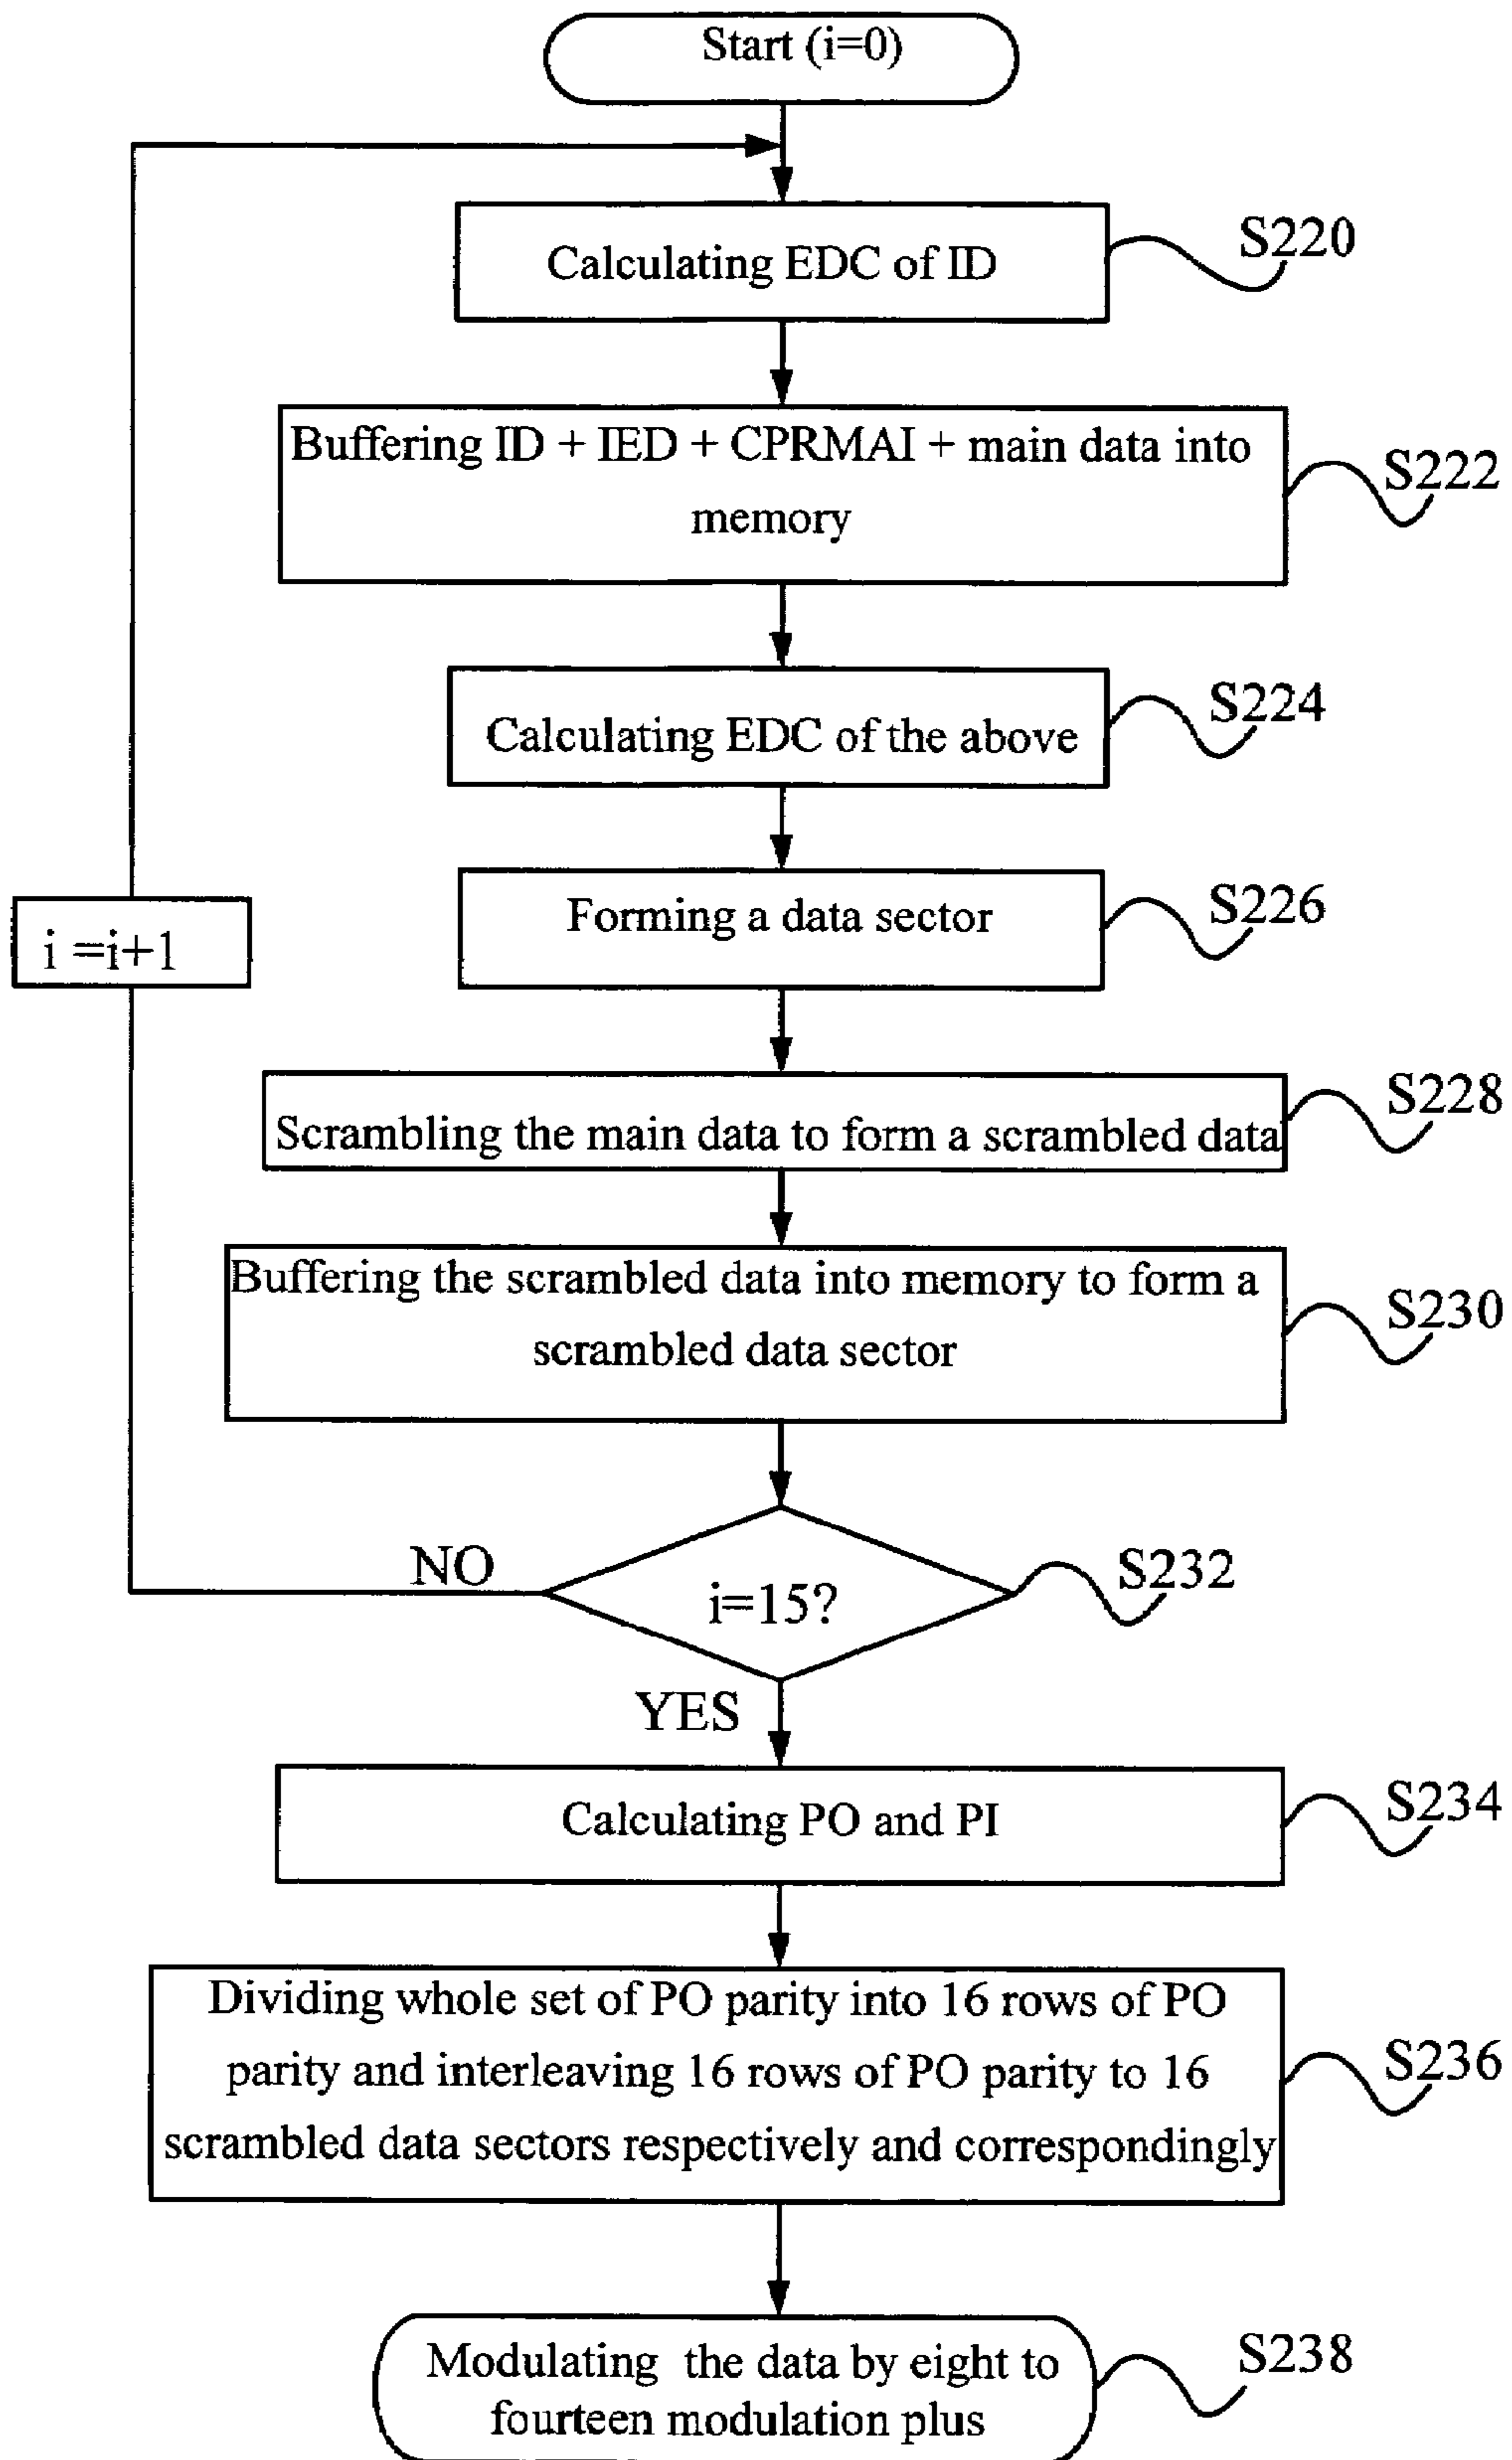 Start (i=0)
Calculating EDC of ID
S220
Buffering ID + IED + CPRMAI + main data into
memory
S222
Calculating EDC of the above
S224
Forming a data sector
S226
i =i+1
Scrambling the main data to form a scrambled data
S228
Buffering the scrambled data into memory to form a
scrambled data sector
S230
NO
i=15?
S232
YES
Calculating PO and PI
S234
Dividing whole set of PO parity into 16 rows of PO
parity and interleaving 16 rows of PO parity to 16
scrambled data sectors respectively and correspondingly
S236
Modulating the data by eight to
fourteen modulation plus
S238